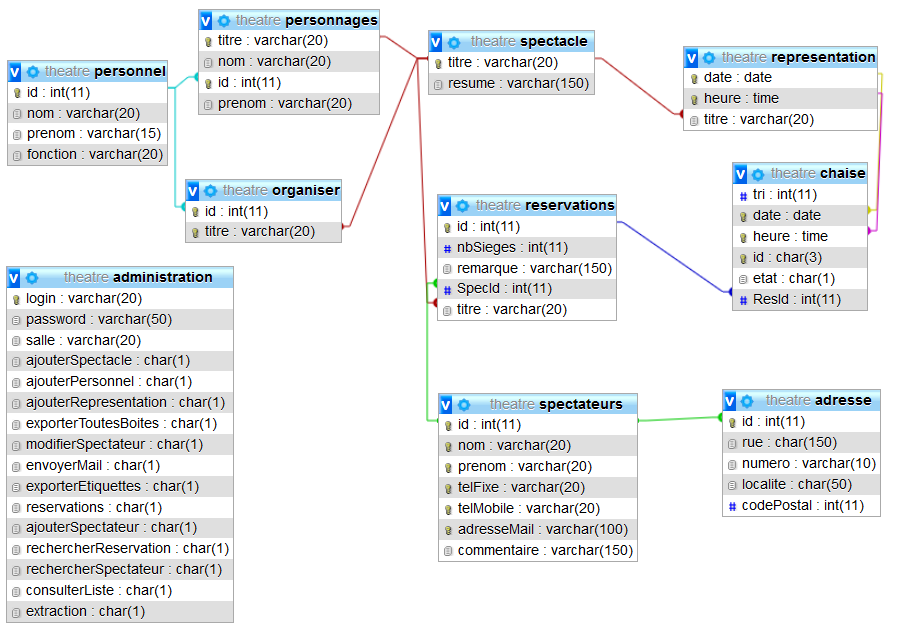 theatre personnel
id : int(11)
nom : varchar(20)
prenom : varchar(15)
fonction : varchar(20)
theatre personnages
titre : varchar(20)
nom : varchar(20)
id : int(11)
prenom : varchar(20)
theatre organiser
id : int(11)
titre : varchar(20)
theatre spectacle
titre : varchar(20)
resume : varchar(150)
theatre representation
date : date
heure : time
titre : varchar(20)
theatre chaise
tri : int(11)
date : date
heure : time
id : char(3)
etat : char(1)
ResId : int(11)
theatre reservations
id : int(11)
nbSieges : int(11)
remarque : varchar(150)
SpecId : int(11)
titre : varchar(20)
theatre administration
login : varchar(20)
password : varchar(50)
salle : varchar(20)
ajouterSpectacle : char(1)
ajouterPersonnel : char(1)
ajouterRepresentation : char(1)
exporterToutesBoites : char(1)
modifierSpectateur : char(1)
envoyerMail : char(1)
exporterEtiquettes : char(1)
reservations : char(1)
ajouterSpectateur : char(1)
rechercherReservation : char(1)
rechercherSpectateur : char(1)
consulterListe : char(1)
extraction : char(1)
theatre spectateurs
id : int(11)
nom : varchar(20)
prenom : varchar(20)
telFixe : varchar(20)
telMobile : varchar(20)
adresseMail : varchar(100)
commentaire : varchar(150)
theatre adresse
id : int(11)
rue : char(150)
numero : varchar(10)
localite : char(50)
codePostal : int(11)